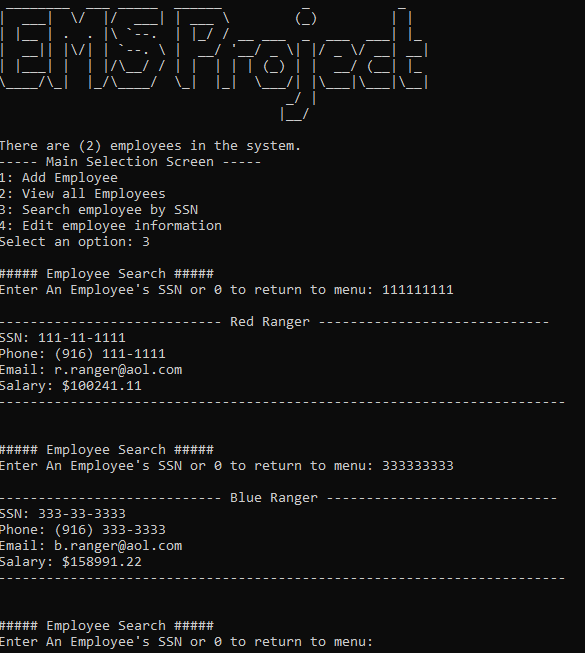 EMS Project
There are (2) employees in the system.
----- Main Selection Screen -----
1: Add Employee
2: View all Employees
3: Search employee by SSN
4: Edit employee information
Select an option: 3
##### Employee Search #####
Enter An Employee's SSN or 0 to return to menu: 111111111
---------------------------- Red Ranger -----------------------------
SSN: 111-11-1111
Phone: (916) 111-1111
Email: r.ranger@aol.com
Salary: $100241.11
------------------------------------------------------------------------
##### Employee Search #####
Enter An Employee's SSN or 0 to return to menu: 333333333
---------------------------- Blue Ranger -----------------------------
SSN: 333-33-3333
Phone: (916) 333-3333
Email: b.ranger@aol.com
Salary: $158991.22
------------------------------------------------------------------------
##### Employee Search #####
Enter An Employee's SSN or 0 to return to menu: